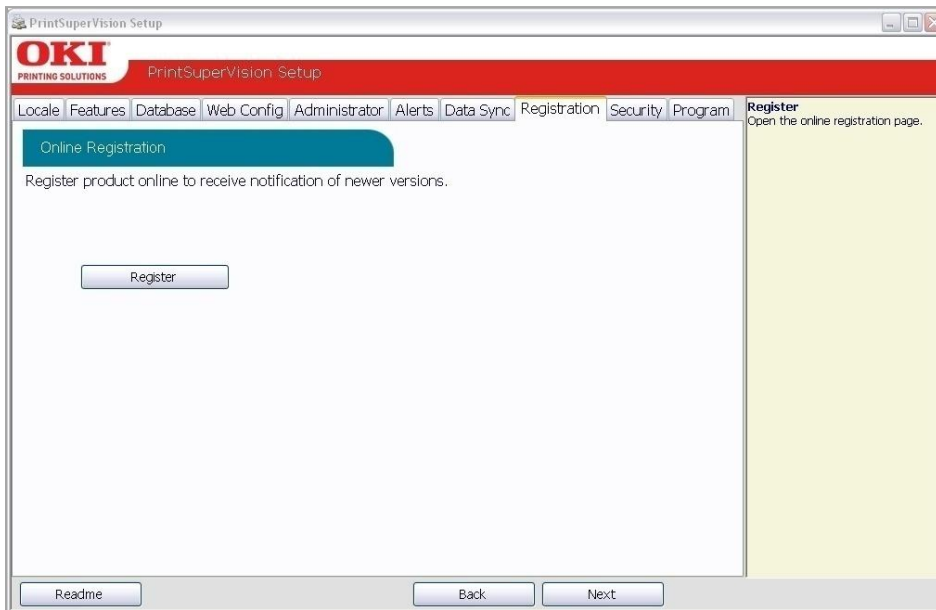 PrintSuperVision Setup
OKI
PRINTING SOLUTIONS
PrintSuperVision Setup
Locale Features Database Web Config Administrator Alerts Data Sync Registration Security Program
Register
Open the online registration page.
Online Registration
Register product online to receive notification of newer versions.
Register
Readme Back Next